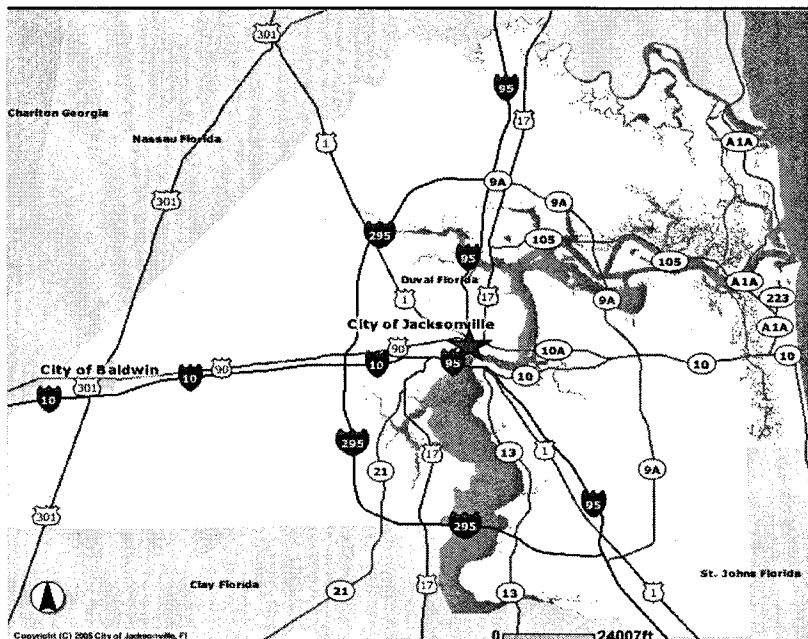 301
95
17
Charlton Georgia
Nassau Florida
1
A1A
301
9A
9A
295
105
95
105
Duval Florida
A1A
1
17
9A
223
City of Jacksonville
A1A
90
10A
City of Baldwin
90
10
95
10
10
301
10
10
10
295
17
13
1
21
9A
95
301
295
Clay Florida
St. Johns Florida
21
17
13
1
Copyright (C) 2005 City of Jacksonville, Fl
0 24007ft